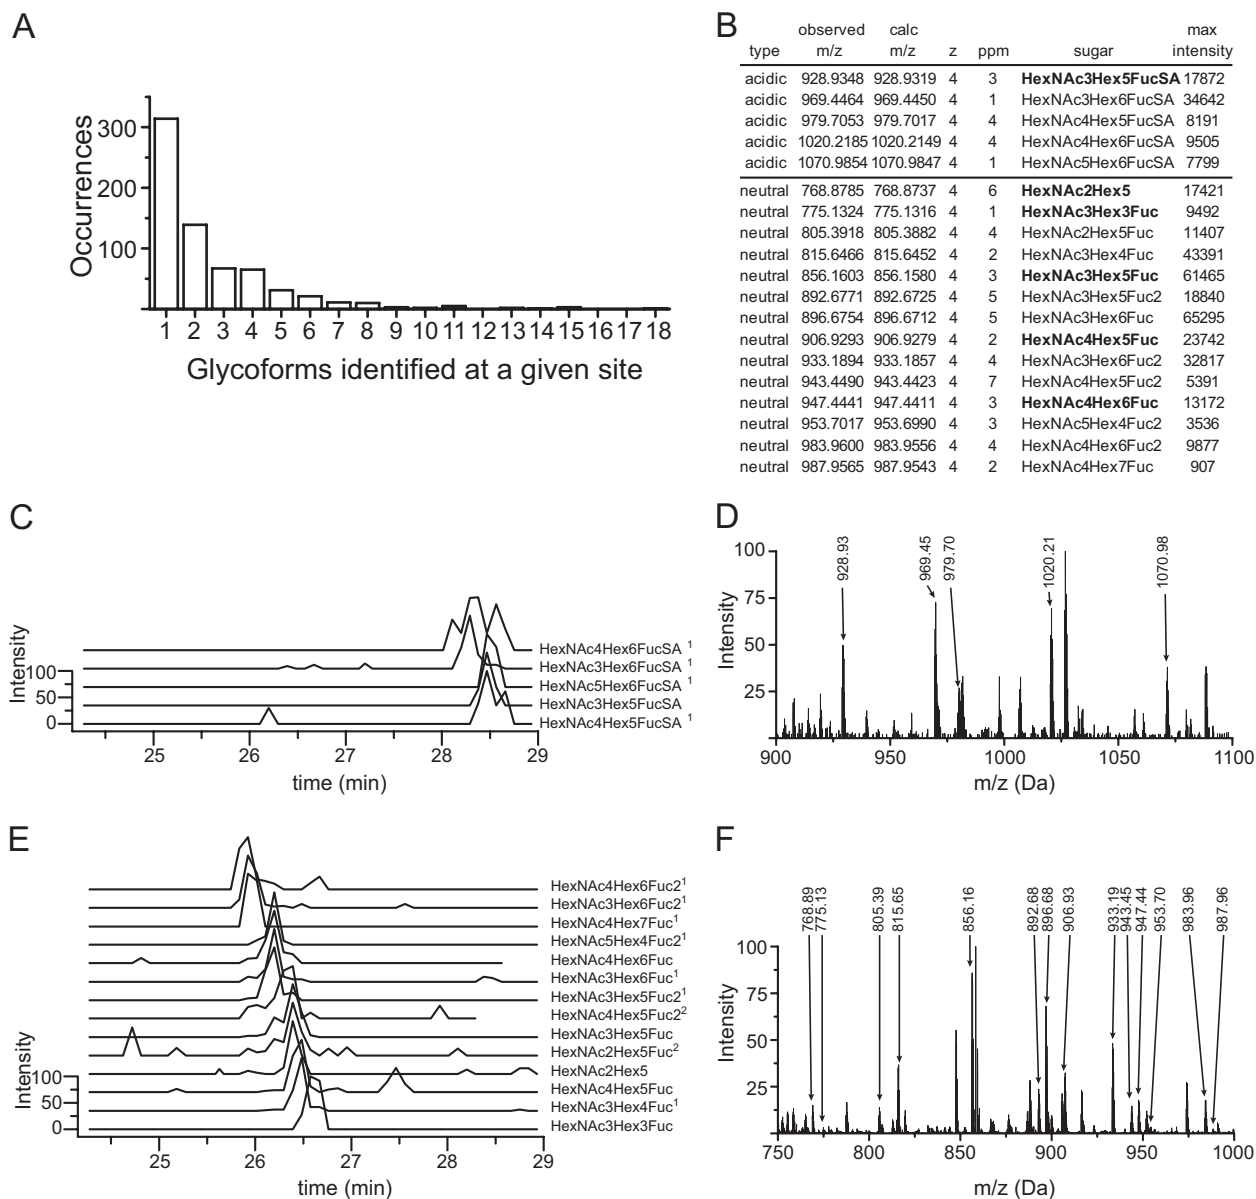 A
Occurrences
300
200
100
1 2 3 4 5 6 7 8 9 10 11 12 13 14 15 16 17 18
Glycoforms identified at a given site
B
observed calc max
type m/z m/z z ppm sugar intensity
acidic 928.9348 928.9319 4 3 HexNAc3Hex5FucSA 17872
acidic 969.4464 969.4450 4 1 HexNAc3Hex6FucSA 34642
acidic 979.7053 979.7017 4 4 HexNAc4Hex5FucSA 8191
acidic 1020.2185 1020.2149 4 4 HexNAc4Hex6FucSA 9505
acidic 1070.9854 1070.9847 4 1 HexNAc5Hex6FucSA 7799
neutral 768.8785 768.8737 4 6 HexNAc2Hex5 17421
neutral 775.1324 775.1316 4 1 HexNAc3Hex3Fuc 9492
neutral 805.3918 805.3882 4 4 HexNAc2Hex5Fuc 11407
neutral 815.6466 815.6452 4 2 HexNAc3Hex4Fuc 43391
neutral 856.1603 856.1580 4 3 HexNAc3Hex5Fuc 61465
neutral 892.6771 892.6725 4 5 HexNAc3Hex5Fuc2 18840
neutral 896.6754 896.6712 4 5 HexNAc3Hex6Fuc 65295
neutral 906.9293 906.9279 4 2 HexNAc4Hex5Fuc 23742
neutral 933.1894 933.1857 4 4 HexNAc3Hex6Fuc2 32817
neutral 943.4490 943.4423 4 7 HexNAc4Hex5Fuc2 5391
neutral 947.4441 947.4411 4 3 HexNAc4Hex6Fuc 13172
neutral 953.7017 953.6990 4 3 HexNAc5Hex4Fuc2 3536
neutral 983.9600 983.9556 4 4 HexNAc4Hex6Fuc2 9877
neutral 987.9565 987.9543 4 2 HexNAc4Hex7Fuc 907
C
Intensity
100
50
0
HexNAc4Hex6FucSA 1
HexNAc3Hex6FucSA 1
HexNAc5Hex6FucSA 1
HexNAc3Hex5FucSA
HexNAc4Hex5FucSA 1
25 26 27 28 29
time (min)
D
Intensity
100
75
50
25
928.93 969.45 979.70 1020.21 1070.98
900 950 1000 1050 1100
m/z (Da)
E
Intensity
100
50
0
HexNAc4Hex6Fuc2 1
HexNAc3Hex6Fuc2 1
HexNAc4Hex7Fuc 1
HexNAc5Hex4Fuc2 1
HexNAc4Hex6Fuc
HexNAc3Hex6Fuc 1
HexNAc3Hex5Fuc2 1
HexNAc4Hex5Fuc2 2
HexNAc3Hex5Fuc
HexNAc2Hex5Fuc 2
HexNAc2Hex5
HexNAc4Hex5Fuc
HexNAc3Hex4Fuc 1
HexNAc3Hex3Fuc
25 26 27 28 29
time (min)
F
Intensity
100
75
50
25
768.89 775.13 805.39 815.65 856.16 892.68 896.68 906.93 933.19 943.45 947.44 953.70 983.96 987.96
750 800 850 900 950 1000
m/z (Da)